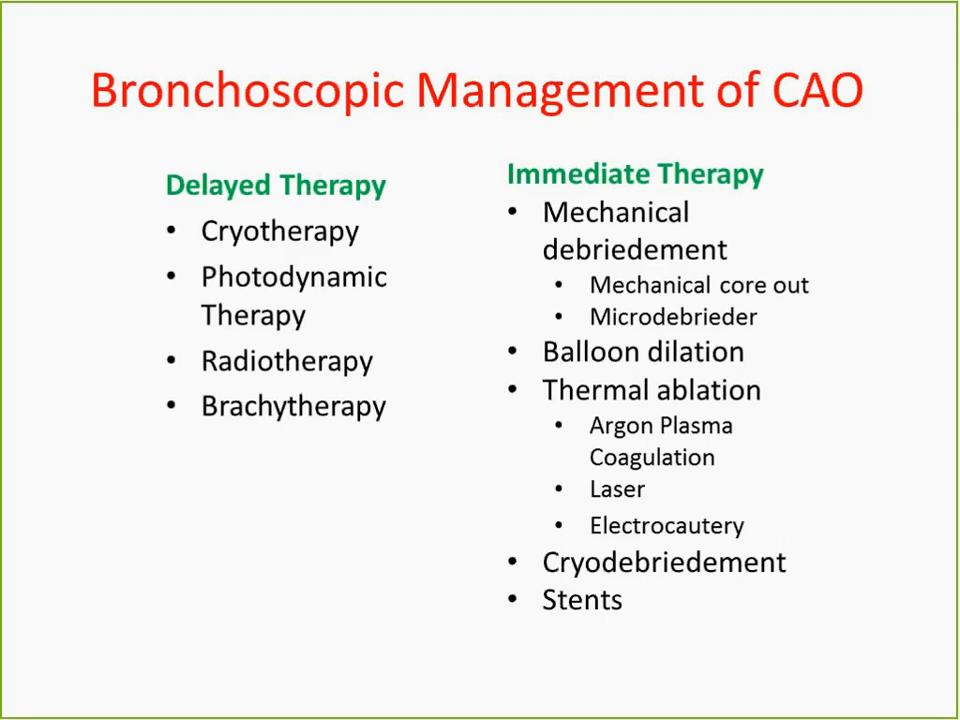 Bronchoscopic Management of CAO
Delayed Therapy
• Cryotherapy
• Photodynamic
Therapy
• Radiotherapy
• Brachytherapy
Immediate Therapy
• Mechanical
debriedement
• Mechanical core out
• Microdebrieder
• Balloon dilation
• Thermal ablation
• Argon Plasma
Coagulation
• Laser
• Electrocautery
• Cryodebriedement
• Stents